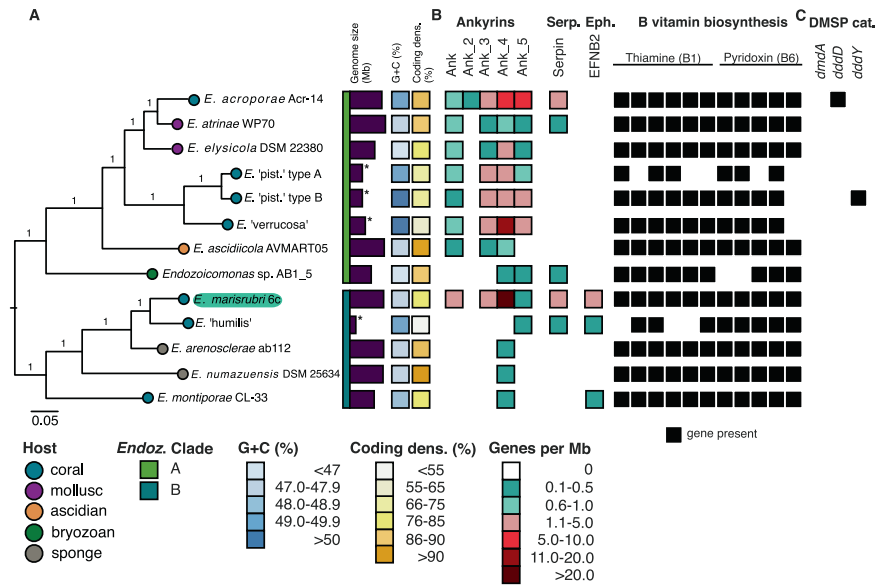 A
B
C
Genome size
(Mb)
G+C (%)
Coding dens.
(%)
Ankyrins
Ank
Ank_2
Ank_3
Ank_4
Ank_5
Serp.
Serpin
Eph.
EFNB2
B vitamin biosynthesis
Thiamine (B1)
Pyridoxin (B6)
DMSP cat.
dmdA
dddD
dddY
1
1
1
1
1
1
1
1
1
1
1
E. acroporae Acr-14
E. atrinae WP70
E. elysicola DSM 22380
E. 'pist.' type A
*
E. 'pist.' type B
*
E. 'verrucosa'
*
E. ascidiicola AVMART05
Endozoicomonas sp. AB1_5
E. marisrubri 6c
E. 'humilis'
*
E. arenosclerae ab112
E. numazuensis DSM 25634
E. montiporae CL-33
0.05
gene present
Host
coral
mollusc
ascidian
bryozoan
sponge
Endoz. Clade
A
B
G+C (%)
<47
47.0-47.9
48.0-48.9
49.0-49.9
>50
Coding dens. (%)
<55
55-65
66-75
76-85
86-90
>90
Genes per Mb
0
0.1-0.5
0.6-1.0
1.1-5.0
5.0-10.0
11.0-20.0
>20.0